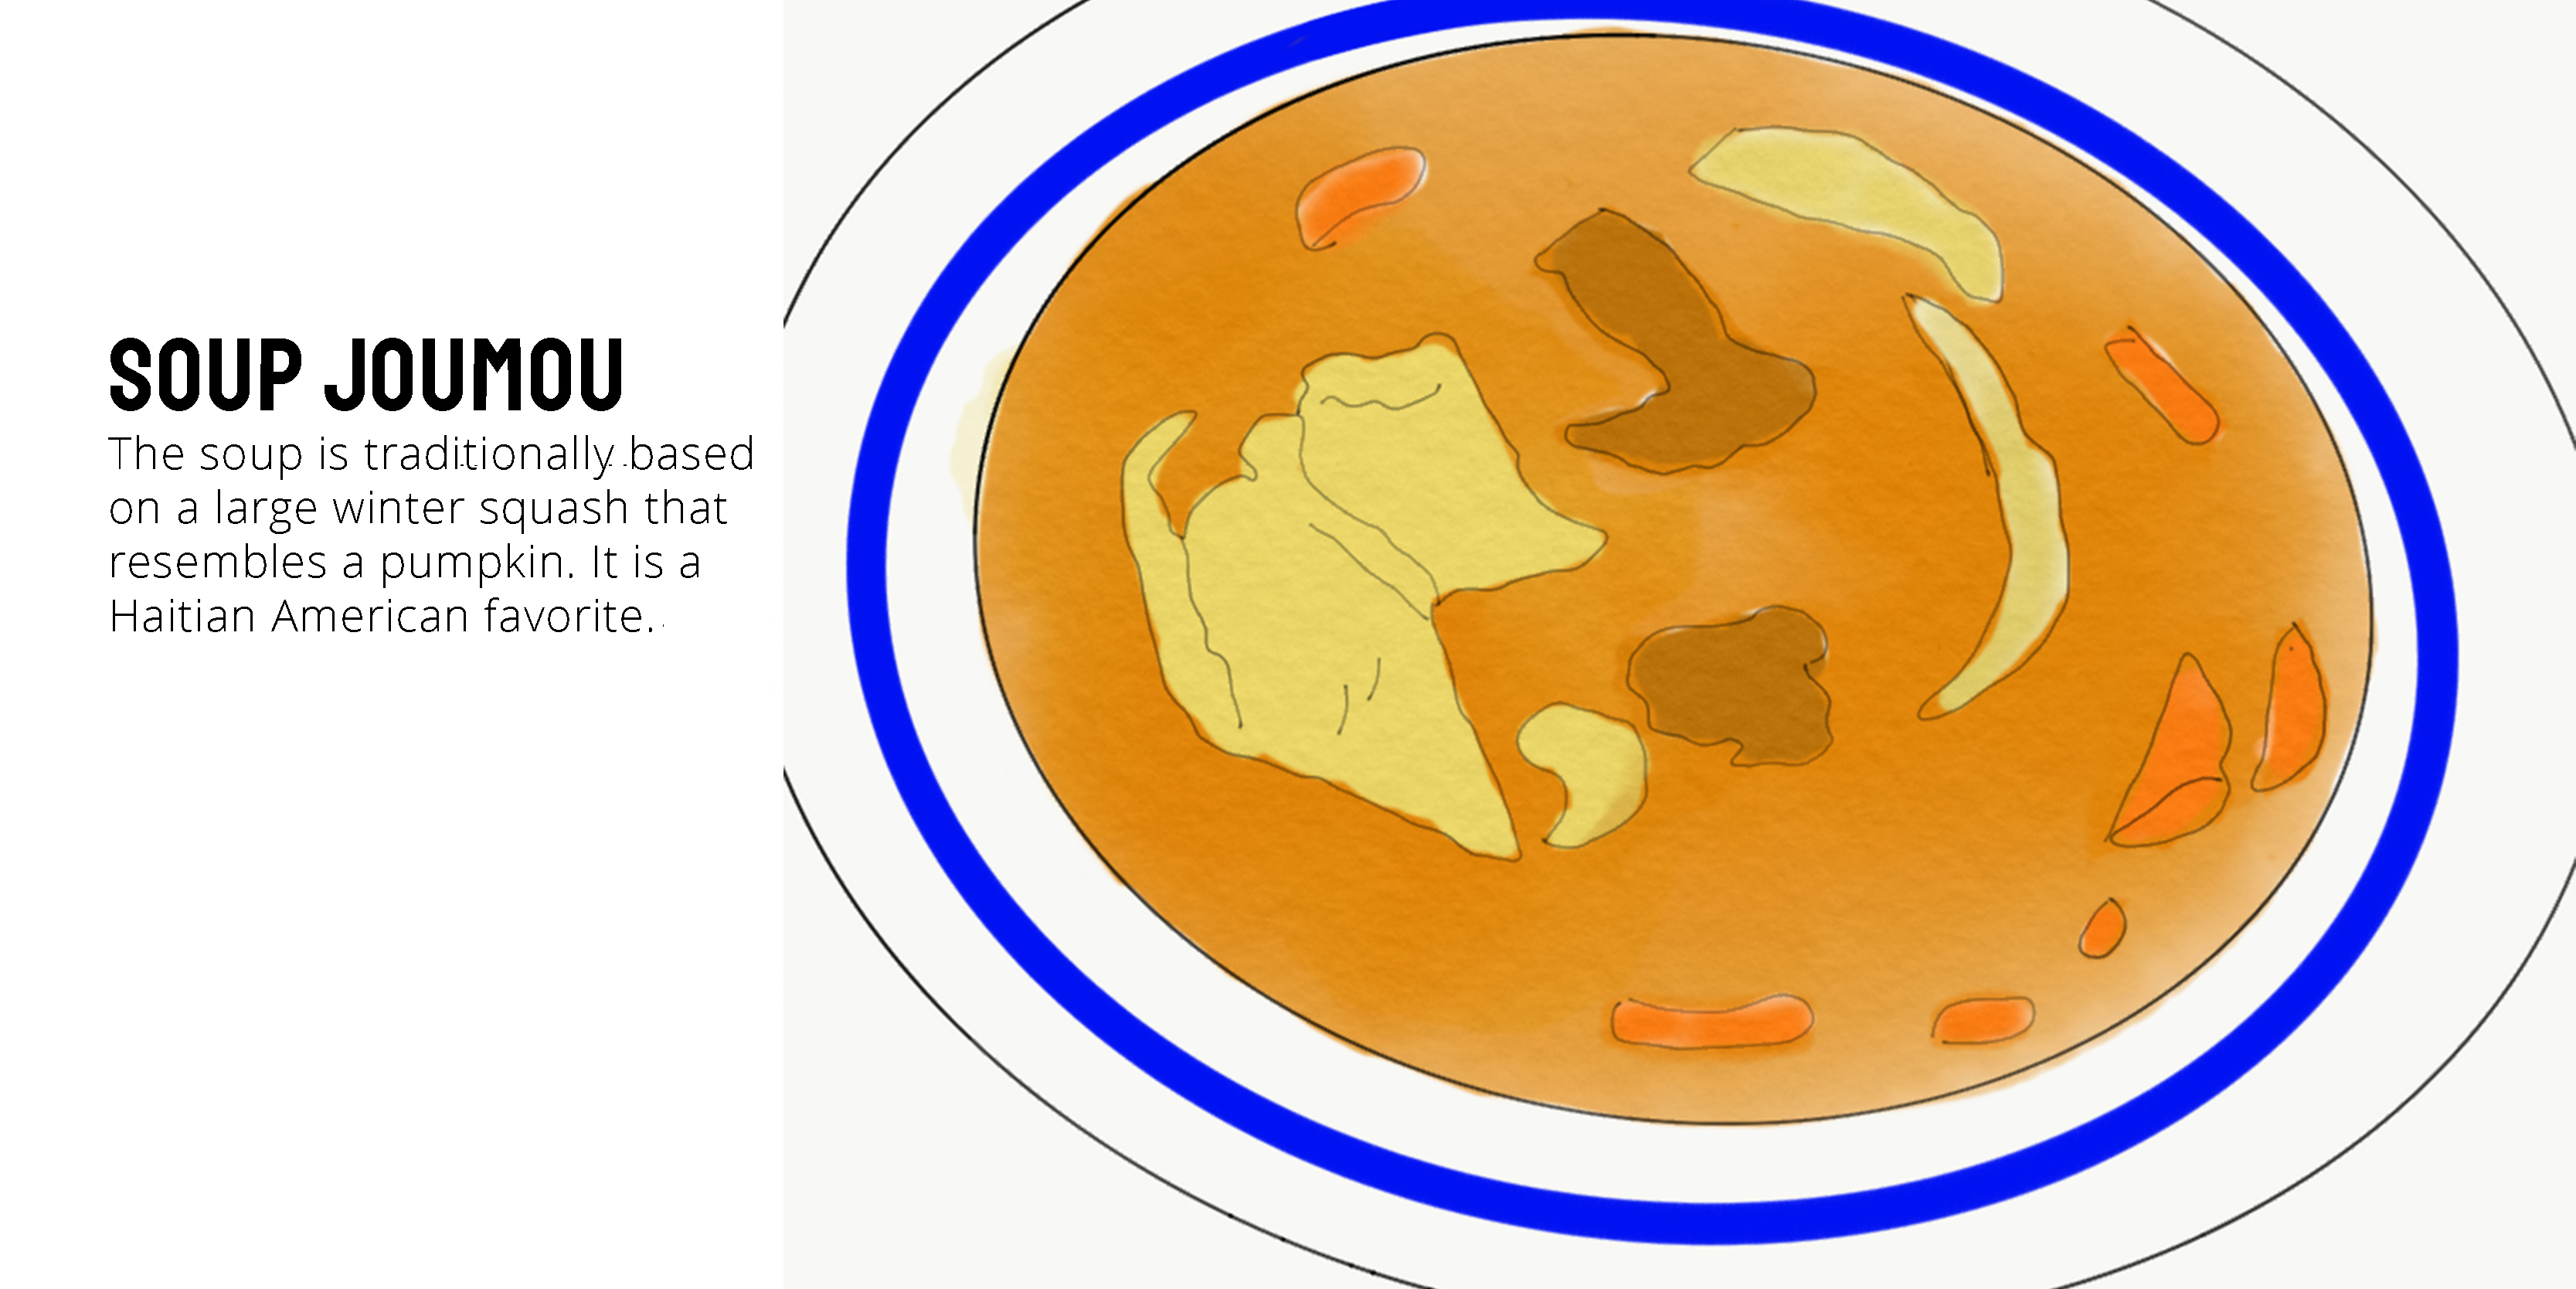 SOUP JOUMOU
The soup is traditionally based
on a large winter squash that
resembles a pumpkin. It is a
Haitian American favorite.